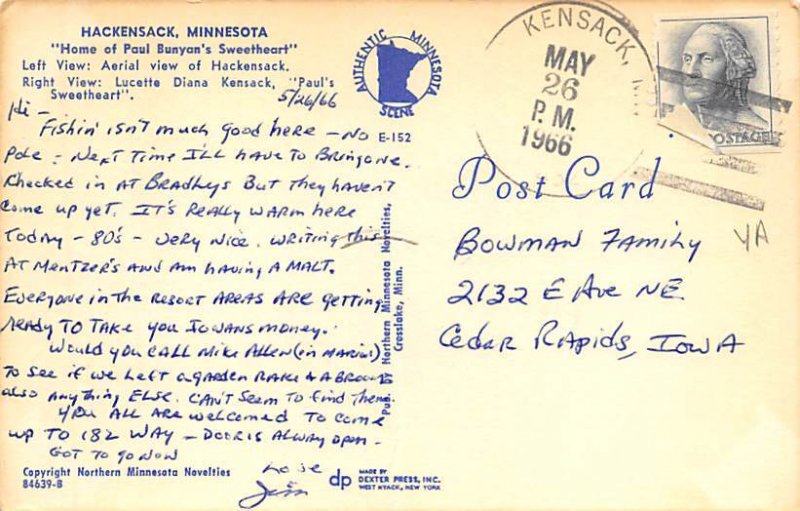 HACKENSACK, MINNESOTA
"Home of Paul Bunyan's Sweetheart"
Left View: Aerial view of Hackensack.
Right View: Lucette Diana Kensack, "Paul's
Sweetheart".
5/26/66
Hi -
Fishin' isn't much good here - NO
Pole - Next Time I'll have To Bring one.
Checked in AT Bradleys But They haven't
Come up yet. IT's Really warm here
Today - 80's - very Nice. writing this
AT Mentzer's and am having a MALT.
Everyone in the resort AREAS ARE getting
ready TO Take you Iowans money.
Would you CALL Mike Allen (in Marion)
To see if we Left a garden RAKE & A BROOM
also Anything ELSE. CAN'T Seem To find Them.
You ALL ARE welcomed To Come
up TO 182 WAY - DOOR IS ALWAY open -
GOT TO go NOW
Love
Jim
Copyright Northern Minnesota Novelties
84639-B
AUTHENTIC MINNESOTA
SCENE
E-152
Pub. by Northern Minnesota Novelties,
Crosslake, Minn.
dp MADE BY
DEXTER PRESS, INC.
WEST NYACK, NEW YORK
KENSACK,
MAY
26
P.M.
1966
POSTAGE
Post Card
YA
Bowman Family
2132 E Ave NE.
Cedar Rapids, Iowa